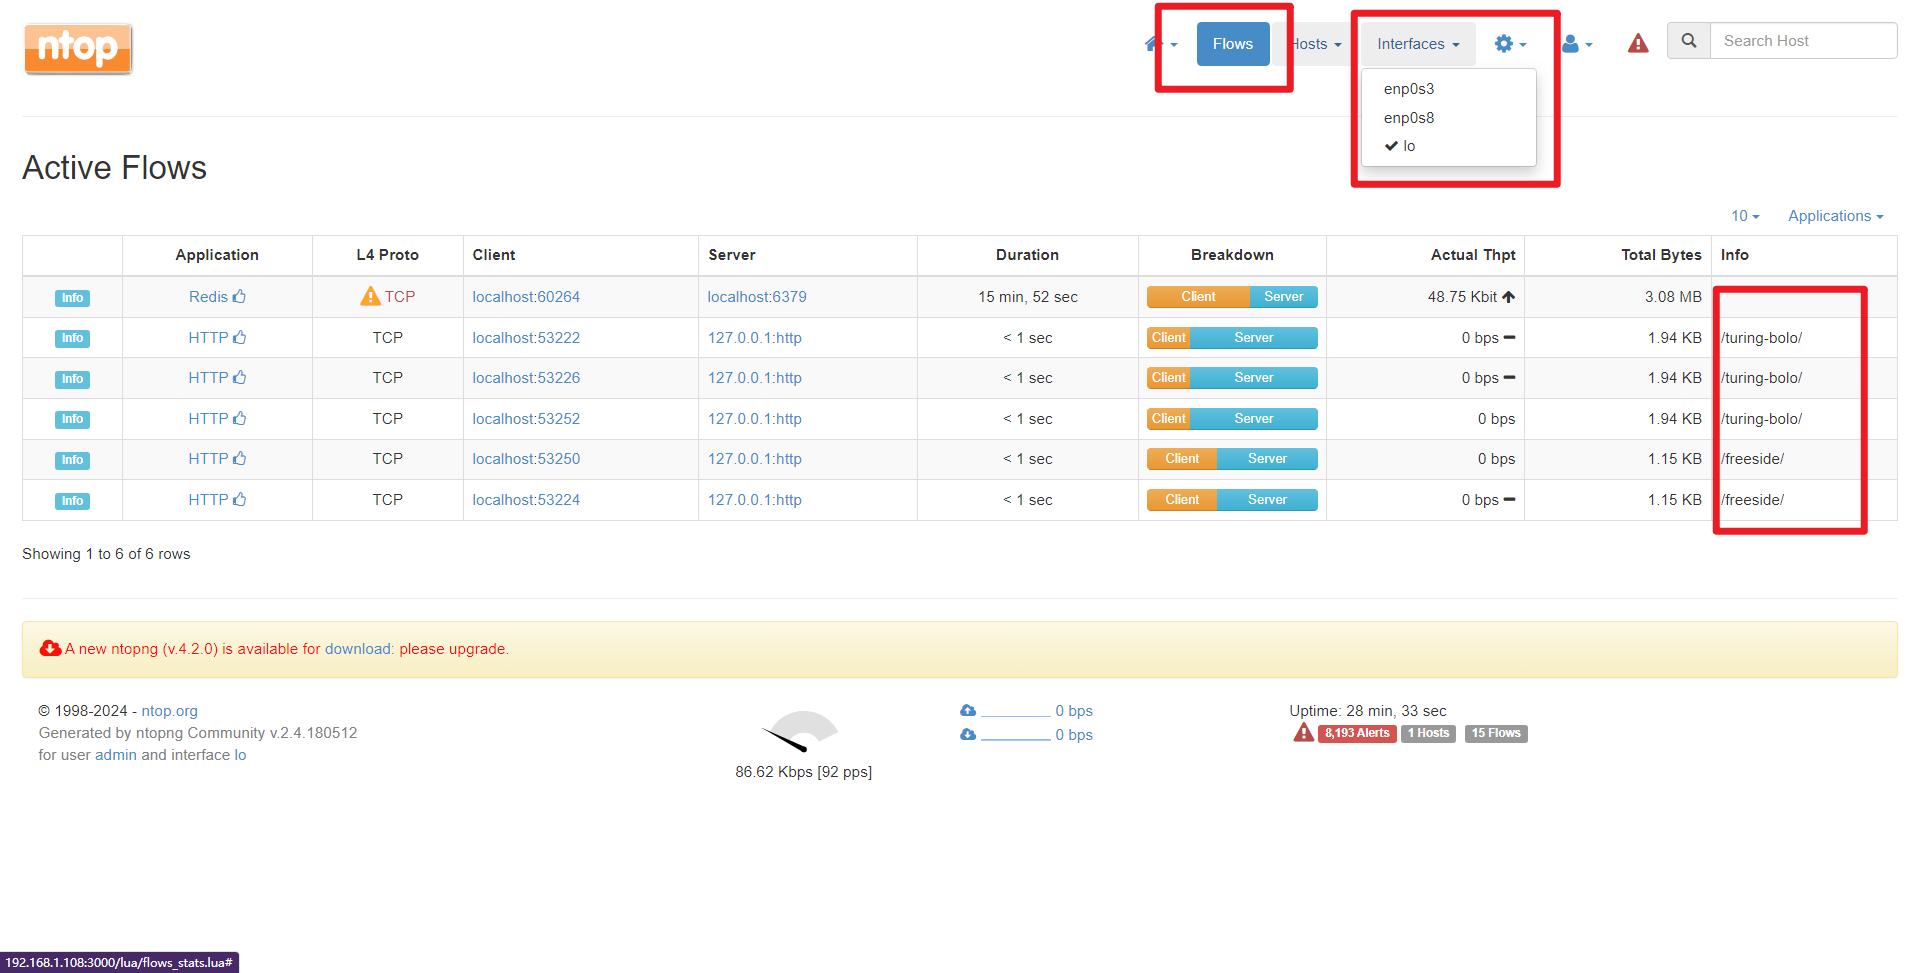 ntop
Flows Hosts Interfaces Search Host
enp0s3
enp0s8
lo
Active Flows
10 Applications
Application L4 Proto Client Server Duration Breakdown Actual Thpt Total Bytes Info
Info Redis TCP localhost:60264 localhost:6379 15 min, 52 sec Client Server 48.75 Kbit 3.08 MB
Info HTTP TCP localhost:53222 127.0.0.1:http < 1 sec Client Server 0 bps 1.94 KB /turing-bolo/
Info HTTP TCP localhost:53226 127.0.0.1:http < 1 sec Client Server 0 bps 1.94 KB /turing-bolo/
Info HTTP TCP localhost:53252 127.0.0.1:http < 1 sec Client Server 0 bps 1.94 KB /turing-bolo/
Info HTTP TCP localhost:53250 127.0.0.1:http < 1 sec Client Server 0 bps 1.15 KB /freeside/
Info HTTP TCP localhost:53224 127.0.0.1:http < 1 sec Client Server 0 bps 1.15 KB /freeside/
Showing 1 to 6 of 6 rows
A new ntopng (v.4.2.0) is available for download: please upgrade.
© 1998-2024 - ntop.org
Generated by ntopng Community v.2.4.180512
for user admin and interface lo
86.62 Kbps [92 pps]
0 bps
0 bps
Uptime: 28 min, 33 sec
8,193 Alerts 1 Hosts 15 Flows
192.168.1.108:3000/lua/flows_stats.lua#